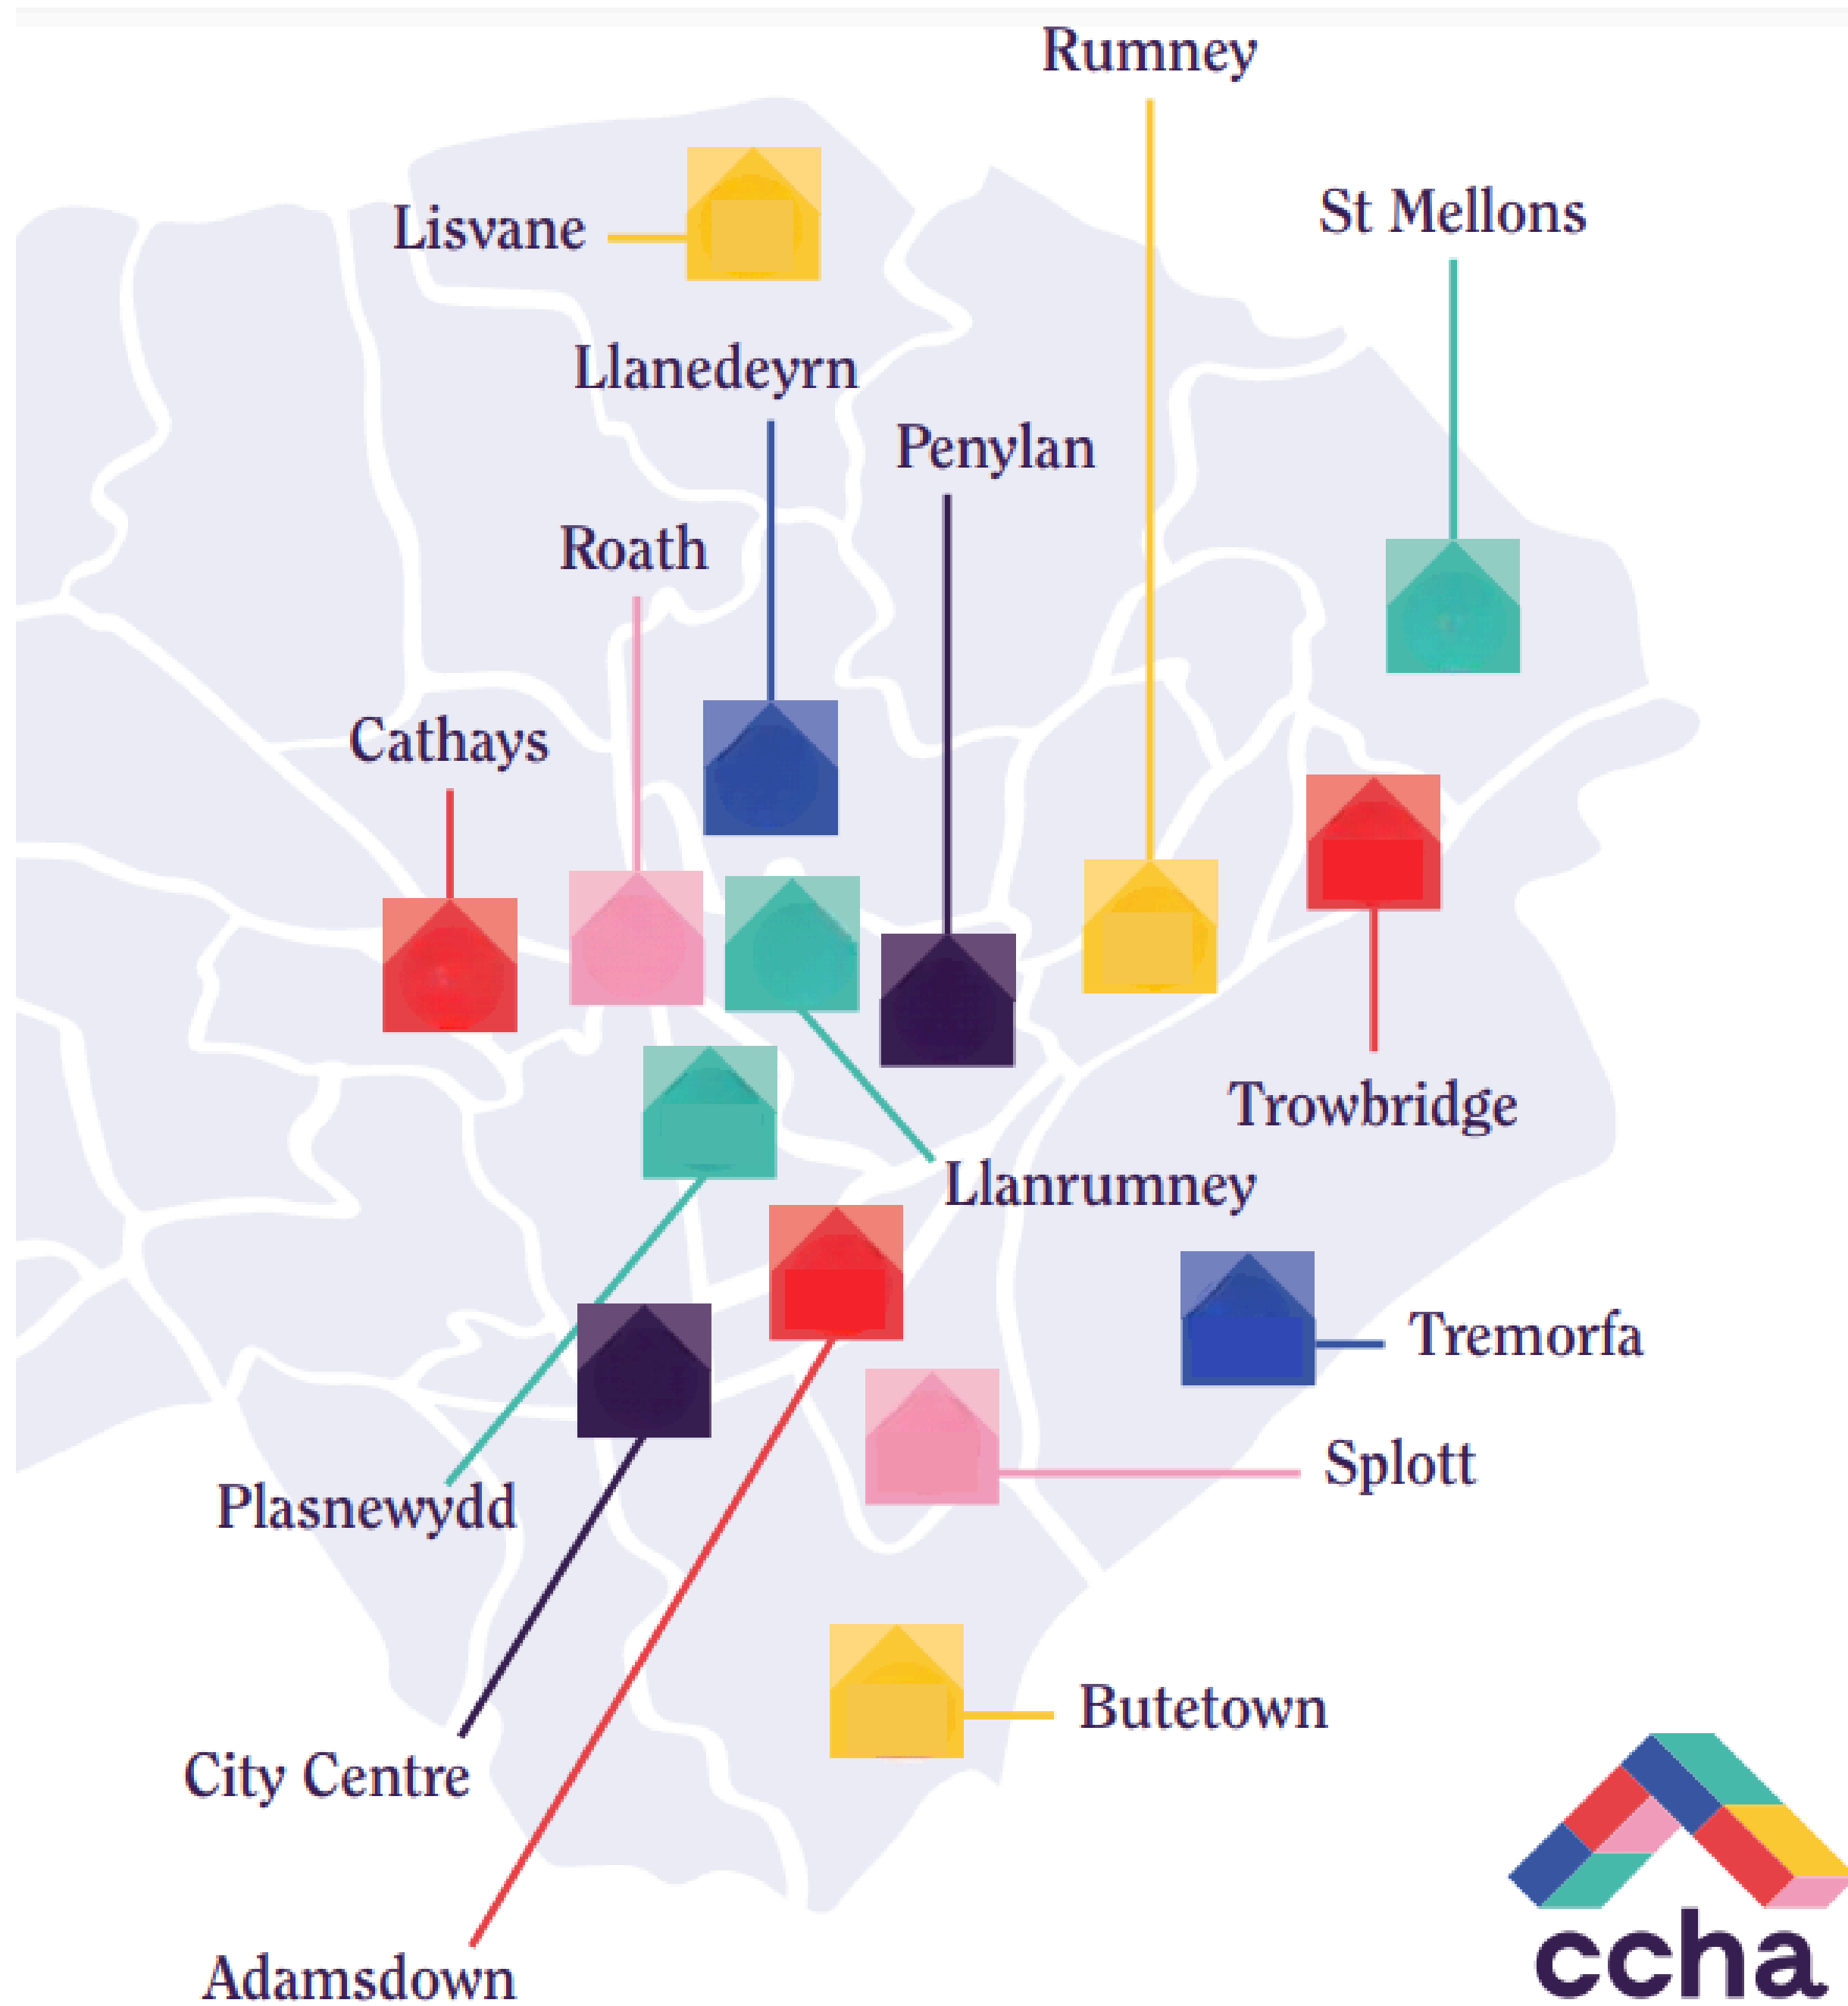 Rumney
St Mellons
Lisvane
Llanedeyrn
Penylan
Roath
Cathays
Trowbridge
Llanrumney
Tremorfa
Splott
Plasnewydd
Butetown
City Centre
Adamsdown
ccha